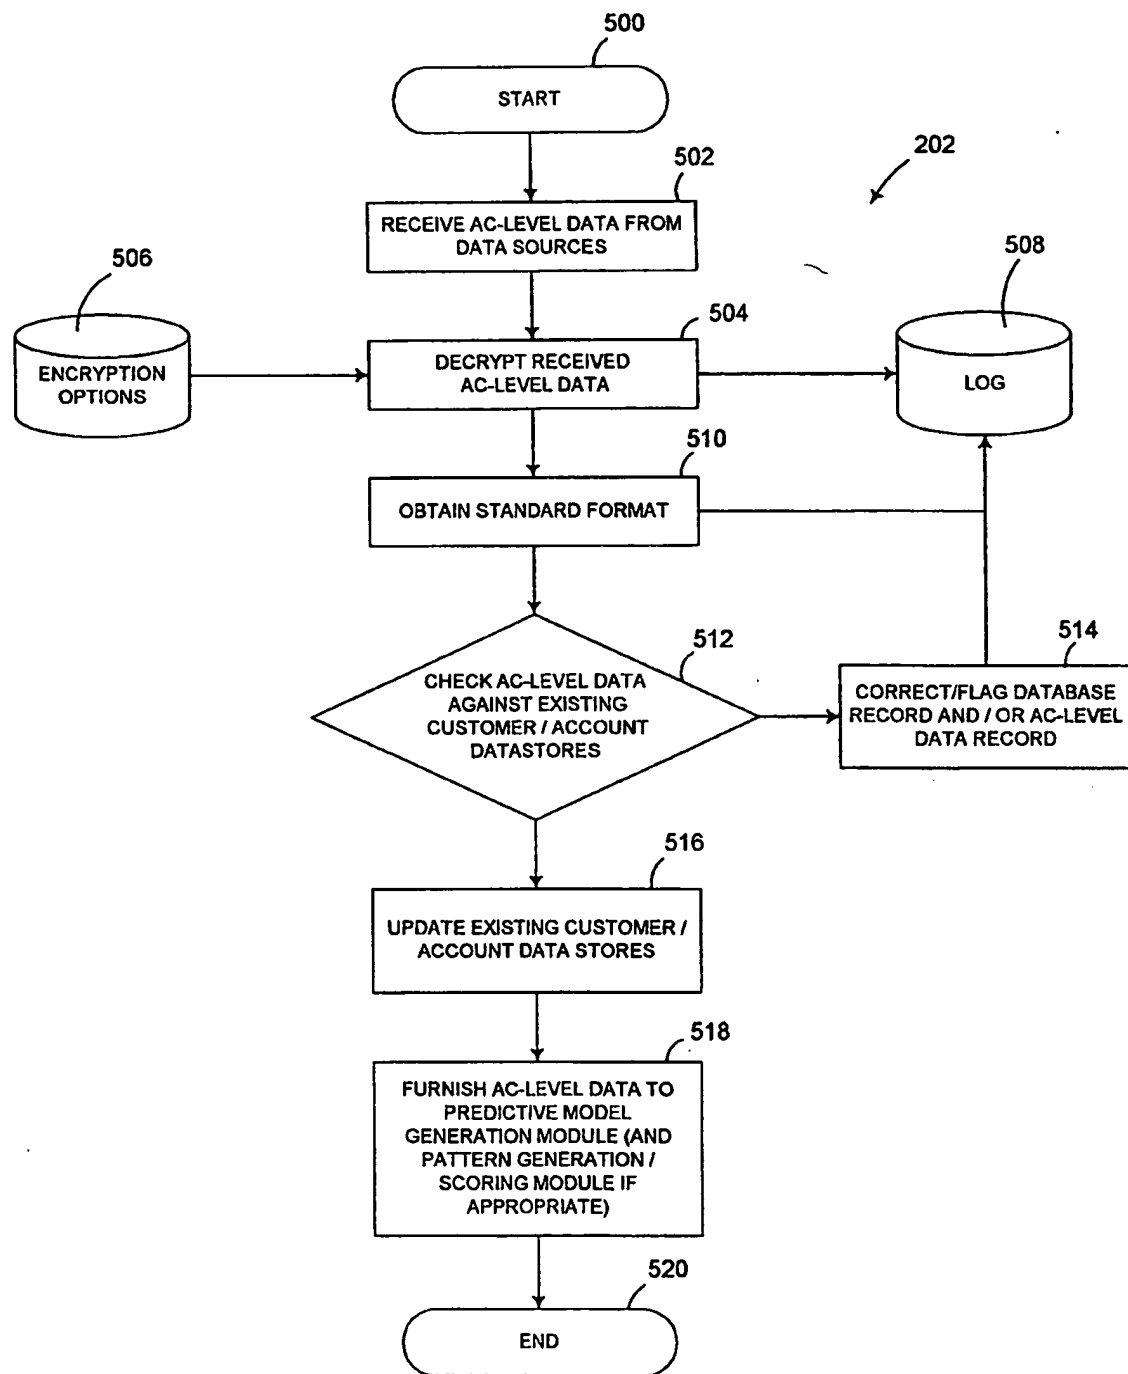 500
START
202
502
RECEIVE AC-LEVEL DATA FROM
DATA SOURCES
506
508
504
ENCRYPTION
OPTIONS
DECRYPT RECEIVED
AC-LEVEL DATA
LOG
510
OBTAIN STANDARD FORMAT
512
514
CHECK AC-LEVEL DATA
AGAINST EXISTING
CUSTOMER / ACCOUNT
DATASTORES
CORRECT/FLAG DATABASE
RECORD AND / OR AC-LEVEL
DATA RECORD
516
UPDATE EXISTING CUSTOMER /
ACCOUNT DATA STORES
518
FURNISH AC-LEVEL DATA TO
PREDICTIVE MODEL
GENERATION MODULE (AND
PATTERN GENERATION /
SCORING MODULE IF
APPROPRIATE)
520
END